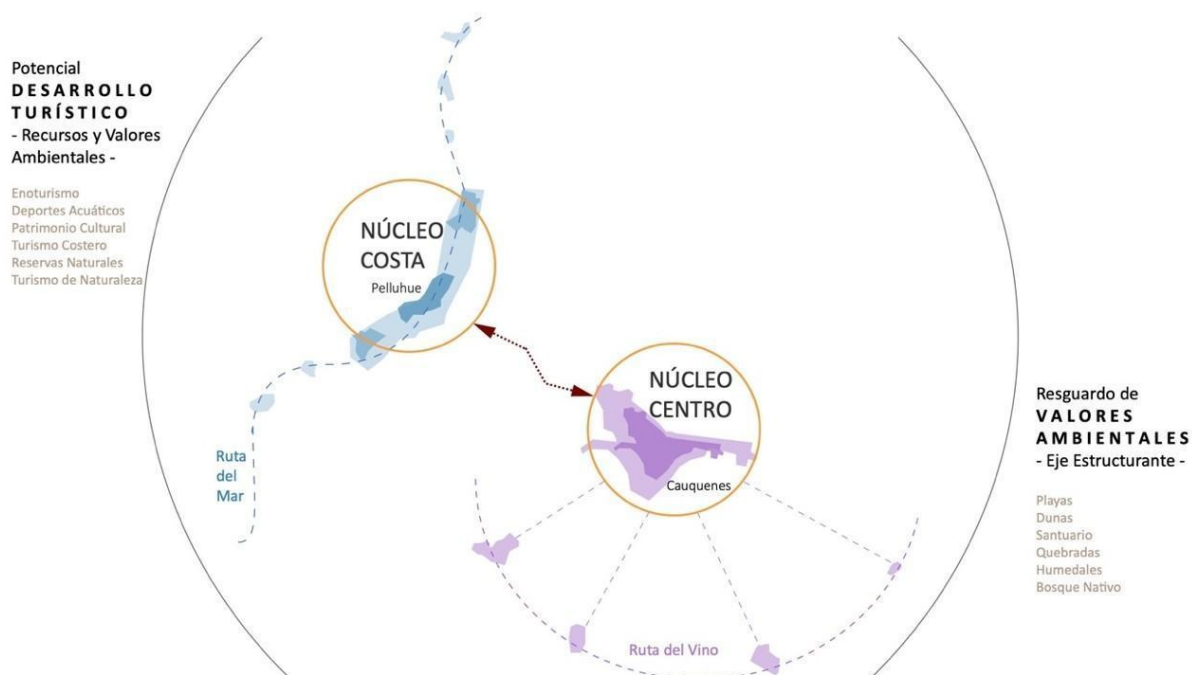 Potencial
DESARROLLO
TURÍSTICO
- Recursos y Valores
Ambientales -
Enoturismo
Deportes Acuáticos
Patrimonio Cultural
Turismo Costero
Reservas Naturales
Turismo de Naturaleza
NÚCLEO
COSTA
Pelluhue
NÚCLEO
CENTRO
Cauquenes
Ruta
del
Mar
Ruta del Vino
Resguardo de
VALORES
AMBIENTALES
- Eje Estructurante -
Playas
Dunas
Santuario
Quebradas
Humedales
Bosque Nativo